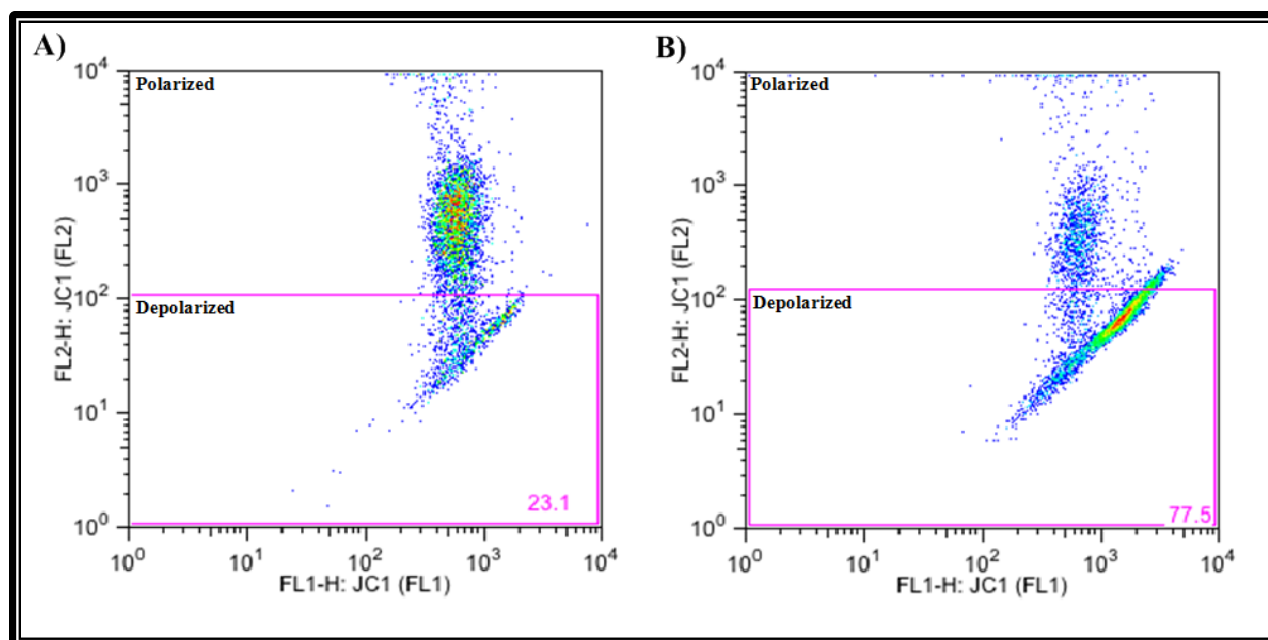 A)
10⁴
Polarized
10³
10²
Depolarized
10¹
23.1
10⁰
10⁰ 10¹ 10² 10³ 10⁴
FL2-H: JC1 (FL2)
FL1-H: JC1 (FL1)
B)
10⁴
Polarized
10³
10²
Depolarized
10¹
77.5
10⁰
10⁰ 10¹ 10² 10³ 10⁴
FL2-H: JC1 (FL2)
FL1-H: JC1 (FL1)